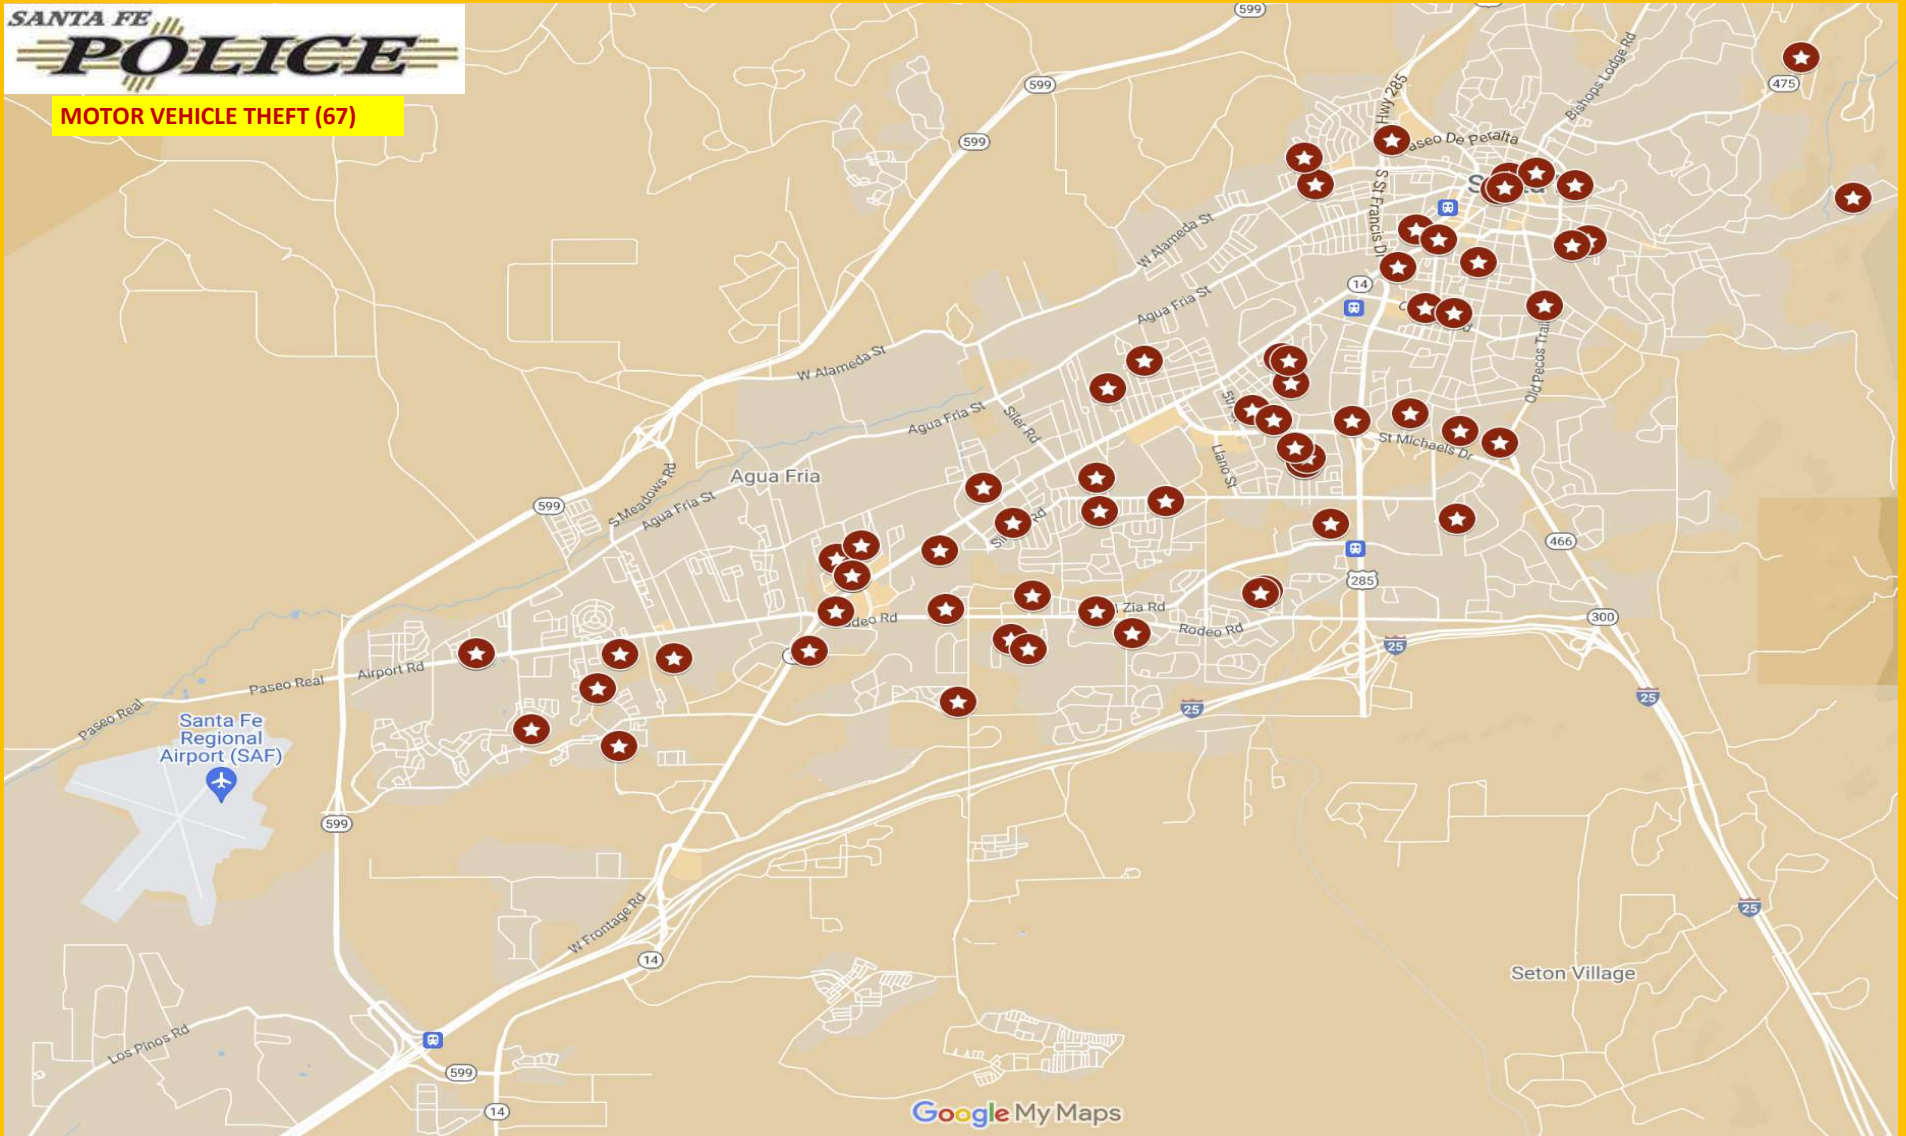 SANTA FE
POLICE
MOTOR VEHICLE THEFT (67)
599
599
599
Hwy 285
Bishops Lodge Rd
475
aseo De Peralta
S St Francis Dr
W Alameda St
14
Agua Fria St
W Alameda St
Old Pecos Trail
Agua Fria St
Siler Rd
5th
St Michaels Dr
Llano St
Agua Fria
S Meadows Rd
Agua Fria St
599
Rd
466
285
Zia Rd
odeo Rd
Rodeo Rd
300
25
Airport Rd
Paseo Real
Paseo Real
25
25
Santa Fe
Regional
Airport (SAF)
599
W Frontage Rd
25
14
Seton Village
Los Pinos Rd
599
14
Google My Maps